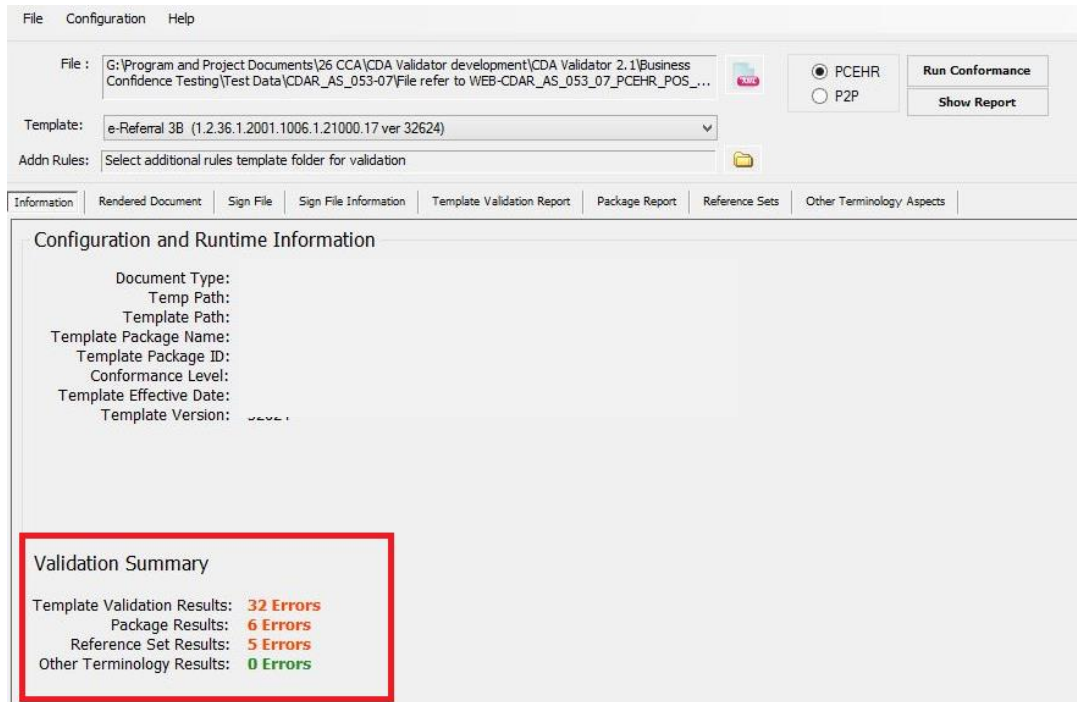 File Configuration Help
File : G:\Program and Project Documents\26 CCA\CDA Validator development\CDA Validator 2.1\Business
Confidence Testing\Test Data\CDAR_AS_053-07\File refer to WEB-CDAR_AS_053_07_PCEHR_POS_...
PCEHR
P2P
Run Conformance
Show Report
Template: e-Referral 3B (1.2.36.1.2001.1006.1.21000.17 ver 32624)
Addn Rules: Select additional rules template folder for validation
Information Rendered Document Sign File Sign File Information Template Validation Report Package Report Reference Sets Other Terminology Aspects
Configuration and Runtime Information
Document Type:
Temp Path:
Template Path:
Template Package Name:
Template Package ID:
Conformance Level:
Template Effective Date:
Template Version:
Validation Summary
Template Validation Results: 32 Errors
Package Results: 6 Errors
Reference Set Results: 5 Errors
Other Terminology Results: 0 Errors